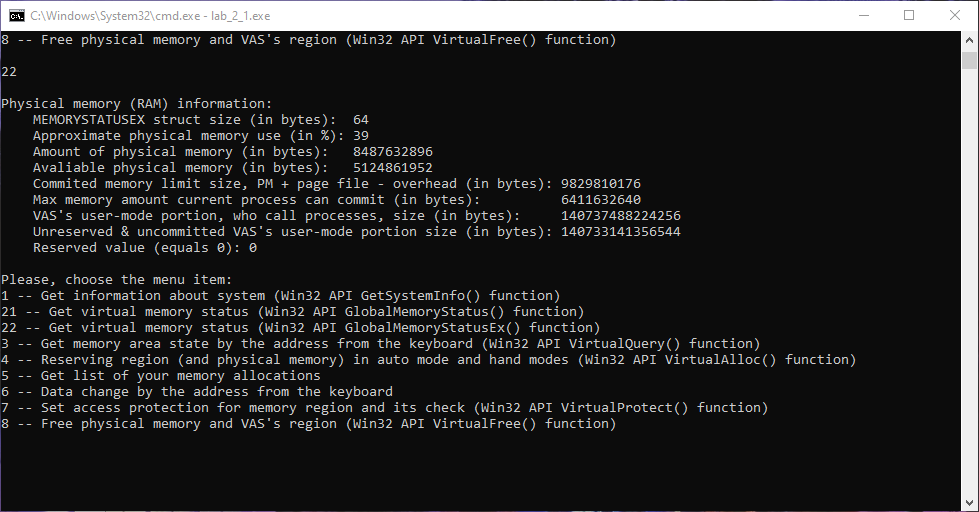 C:\Windows\System32\cmd.exe - lab_2_1.exe
8 -- Free physical memory and VAS's region (Win32 API VirtualFree() function)
22
Physical memory (RAM) information:
MEMORYSTATUSEX struct size (in bytes):  64
Approximate physical memory use (in %): 39
Amount of physical memory (in bytes):   8487632896
Avaliable physical memory (in bytes):   5124861952
Commited memory limit size, PM + page file - overhead (in bytes): 9829810176
Max memory amount current process can commit (in bytes):          6411632640
VAS's user-mode portion, who call processes, size (in bytes):     140737488224256
Unreserved & uncommitted VAS's user-mode portion size (in bytes): 140733141356544
Reserved value (equals 0): 0
Please, choose the menu item:
1 -- Get information about system (Win32 API GetSystemInfo() function)
21 -- Get virtual memory status (Win32 API GlobalMemoryStatus() function)
22 -- Get virtual memory status (Win32 API GlobalMemoryStatusEx() function)
3 -- Get memory area state by the address from the keyboard (Win32 API VirtualQuery() function)
4 -- Reserving region (and physical memory) in auto mode and hand modes (Win32 API VirtualAlloc() function)
5 -- Get list of your memory allocations
6 -- Data change by the address from the keyboard
7 -- Set access protection for memory region and its check (Win32 API VirtualProtect() function)
8 -- Free physical memory and VAS's region (Win32 API VirtualFree() function)